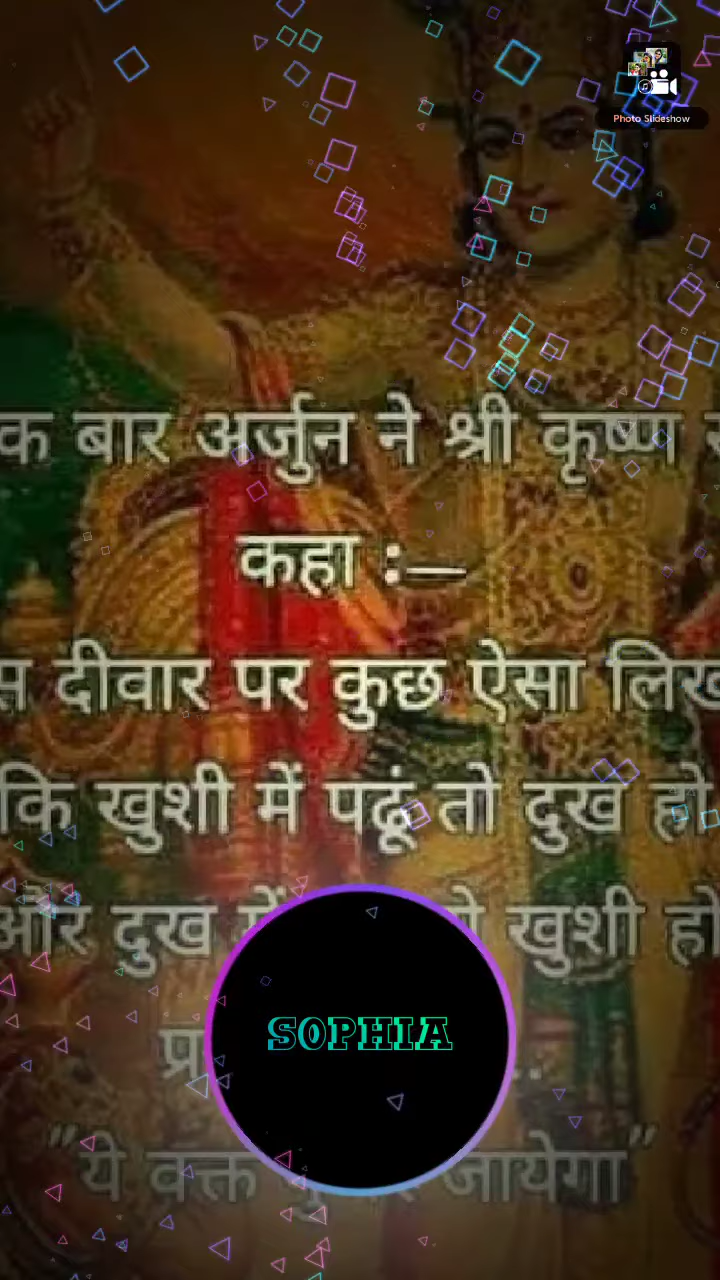 Photo Slideshow
क बार अर्जुन ने श्री कृष्ण
कहा :—
स दीवार पर कुछ ऐसा लिख
कि खुशी में पढूं तो दुख हो
और दुख में खुशी हो
SOPHIA
"ये वक्त जायेगा"